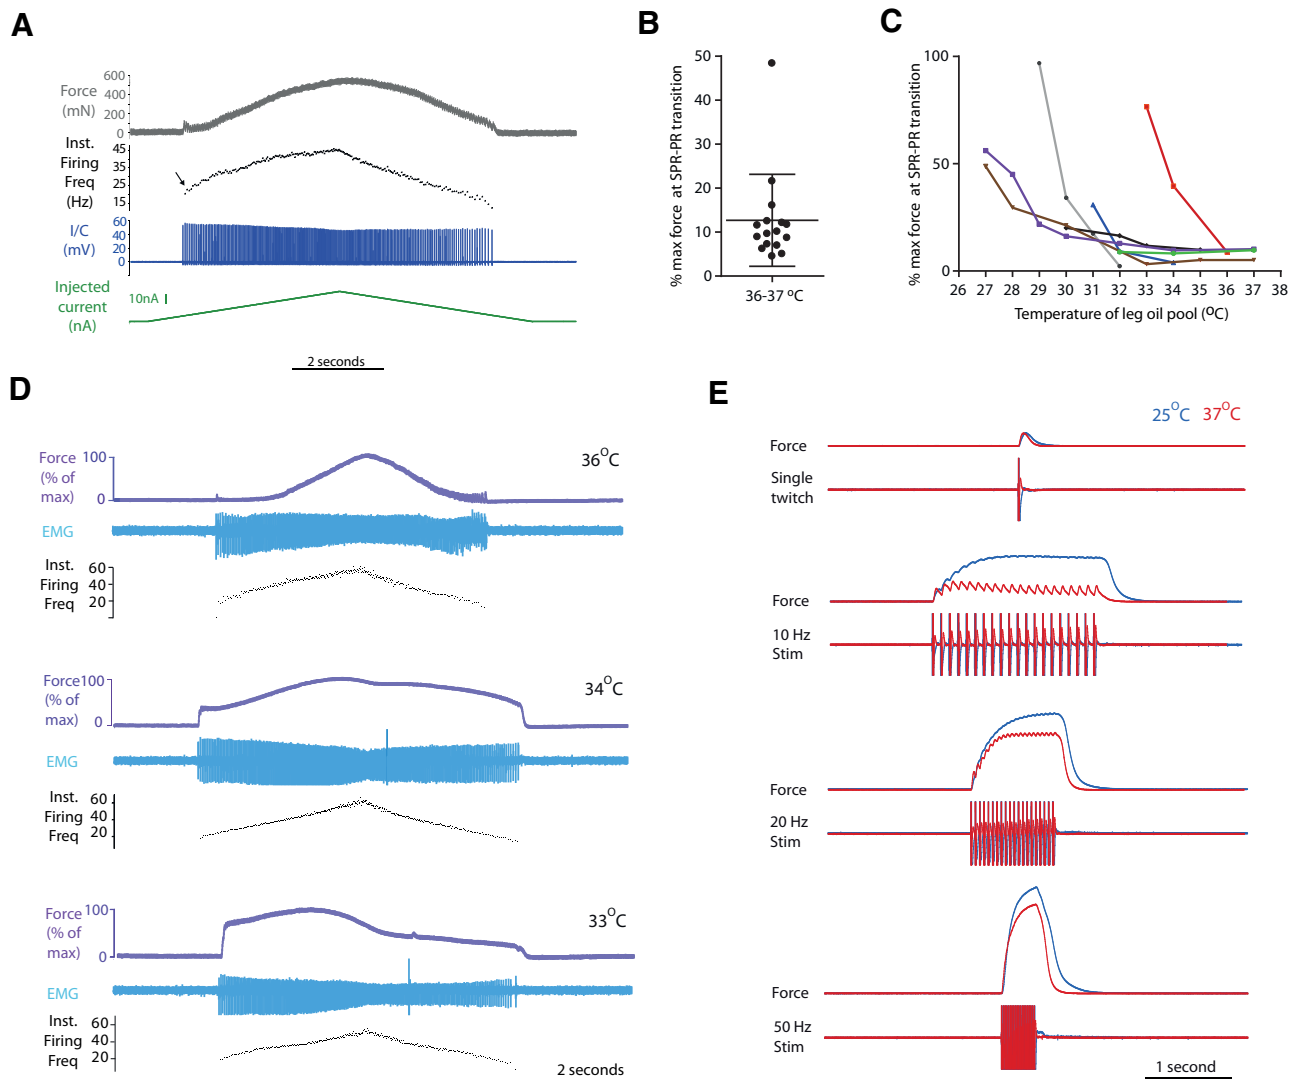 A
Force
(mN)
600
400
200
0
Inst.
Firing
Freq
(Hz)
45
35
25
15
I/C
(mV)
60
40
20
0
Injected
current
(nA)
10nA
2 seconds
B
% max force at SPR-PR transition
50
40
30
20
10
0
36-37 ºC
C
% max force at SPR-PR transition
100
50
0
26 27 28 29 30 31 32 33 34 35 36 37 38
Temperature of leg oil pool (ºC)
D
Force
(% of
max)
100
0
36ºC
EMG
Inst.
Firing
Freq
60
40
20
Force
(% of
max)
100
0
34ºC
EMG
Inst.
Firing
Freq
60
40
20
Force
(% of
max)
100
0
33ºC
EMG
Inst.
Firing
Freq
60
40
20
2 seconds
E
25ºC 37ºC
Force
Single
twitch
Force
10 Hz
Stim
Force
20 Hz
Stim
Force
50 Hz
Stim
1 second